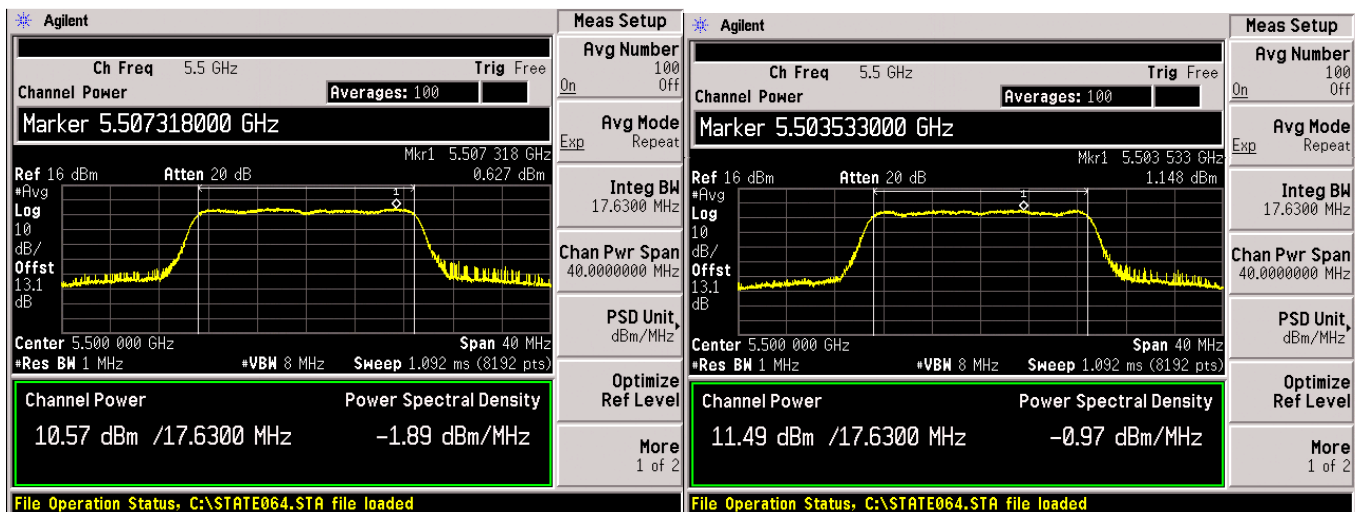 Agilent
Meas Setup
Ch Freq 5.5 GHz Trig Free
Channel Power Averages: 100
Marker 5.507318000 GHz
Mkr1 5.507 318 GHz
Ref 16 dBm Atten 20 dB 0.627 dBm
#Avg
Log
10
dB/
Offst
13.1
dB
1
Center 5.500 000 GHz Span 40 MHz
#Res BW 1 MHz #VBW 8 MHz Sweep 1.092 ms (8192 pts)
Channel Power Power Spectral Density
10.57 dBm /17.6300 MHz -1.89 dBm/MHz
File Operation Status, C:\STATE064.STA file loaded
Avg Number
100
On Off
Avg Mode
Exp Repeat
Integ BW
17.6300 MHz
Chan Pwr Span
40.0000000 MHz
PSD Unit
dBm/MHz
Optimize
Ref Level
More
1 of 2
Agilent
Meas Setup
Ch Freq 5.5 GHz Trig Free
Channel Power Averages: 100
Marker 5.503533000 GHz
Mkr1 5.503 533 GHz
Ref 16 dBm Atten 20 dB 1.148 dBm
#Avg
Log
10
dB/
Offst
13.1
dB
1
Center 5.500 000 GHz Span 40 MHz
#Res BW 1 MHz #VBW 8 MHz Sweep 1.092 ms (8192 pts)
Channel Power Power Spectral Density
11.49 dBm /17.6300 MHz -0.97 dBm/MHz
File Operation Status, C:\STATE064.STA file loaded
Avg Number
100
On Off
Avg Mode
Exp Repeat
Integ BW
17.6300 MHz
Chan Pwr Span
40.0000000 MHz
PSD Unit
dBm/MHz
Optimize
Ref Level
More
1 of 2